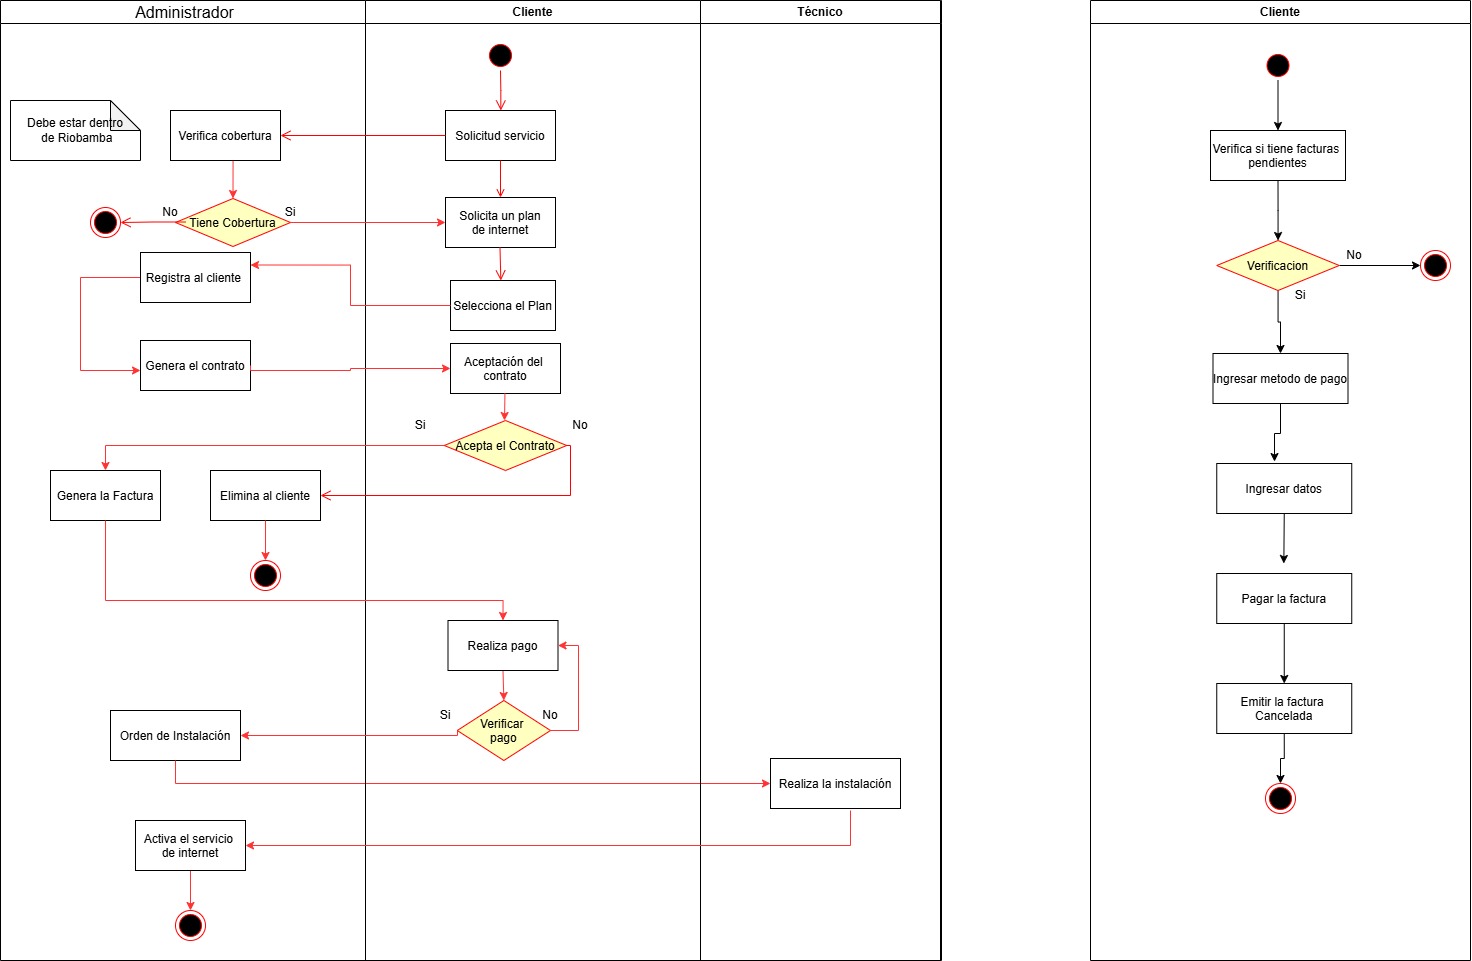 Administrador
Cliente
Técnico
Debe estar dentro
de Riobamba
Verifica cobertura
Solicitud servicio
No
Tiene Cobertura
Si
Solicita un plan
de internet
Registra al cliente
Selecciona el Plan
Genera el contrato
Aceptación del
contrato
Si
Acepta el Contrato
No
Genera la Factura
Elimina al cliente
Realiza pago
Si
Verificar
pago
No
Orden de Instalación
Realiza la instalación
Activa el servicio
de internet
Cliente
Verifica si tiene facturas
pendientes
Verificacion
No
Si
Ingresar metodo de pago
Ingresar datos
Pagar la factura
Emitir la factura
Cancelada